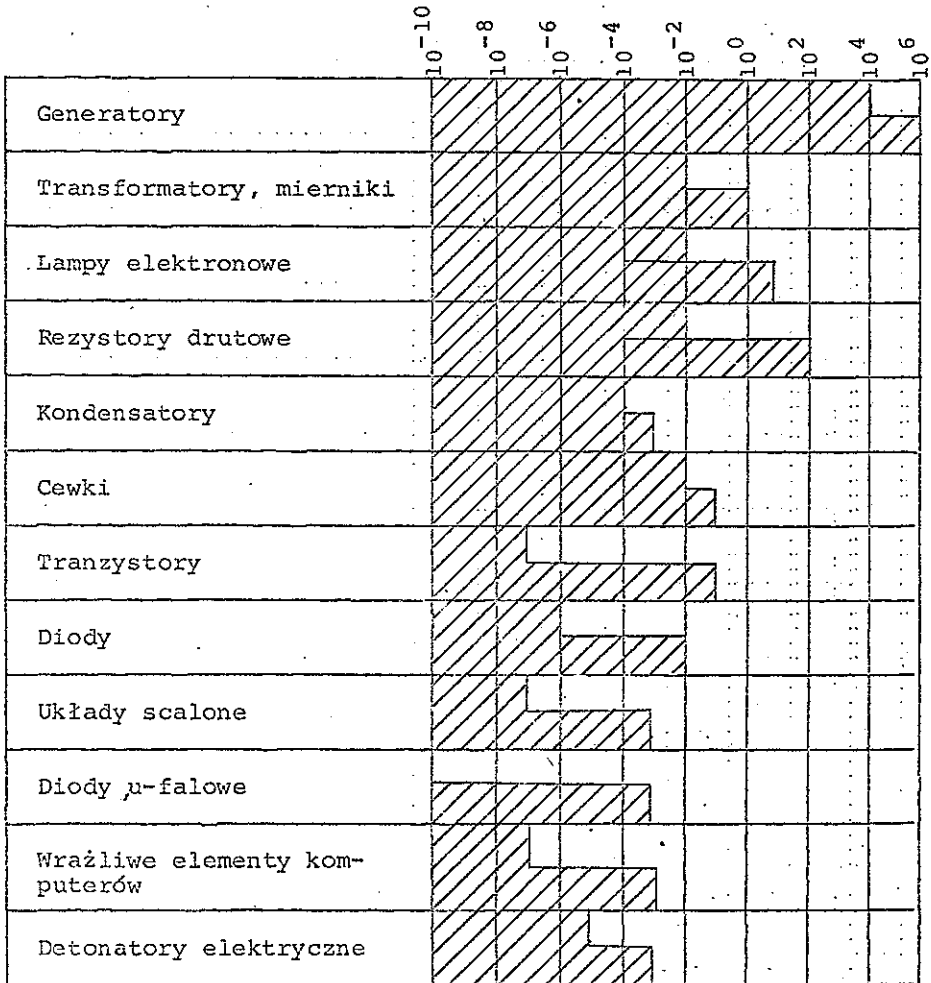 10-10
10-8
10-6
10-4
10-2
10 0
10 2
10 4
10 6
Generatory
Transformatory, mierniki
Lampy elektronowe
Rezystory drutowe
Kondensatory
Cewki
Tranzystory
Diody
Układy scalone
Diody µ-falowe
Wrażliwe elementy kom-
puterów
Detonatory elektryczne